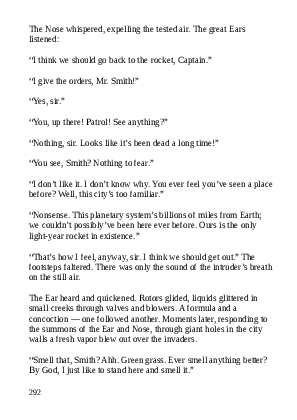 The Nose whispered, expelling the tested air. The great Ears
listened:
“I think we should go back to the rocket, Captain.”
“I give the orders, Mr. Smith!”
“Yes, sir.”
“You, up there! Patrol! See anything?”
“Nothing, sir. Looks like it’s been dead a long time!”
“You see, Smith? Nothing to fear.”
“I don’t like it. I don’t know why. You ever feel you’ve seen a place
before? Well, this city’s too familiar.”
“Nonsense. This planetary system’s billions of miles from Earth;
we couldn’t possibly’ve been here ever before. Ours is the only
light-year rocket in existence.”
“That’s how I feel, anyway, sir. I think we should get out.” The
footsteps faltered. There was only the sound of the intruder’s breath
on the still air.
The Ear heard and quickened. Rotors glided, liquids glittered in
small creeks through valves and blowers. A formula and a
concoction — one followed another. Moments later, responding to
the summons of the Ear and Nose, through giant holes in the city
walls a fresh vapor blew out over the invaders.
“Smell that, Smith? Ahh. Green grass. Ever smell anything better?
By God, I just like to stand here and smell it.”
292